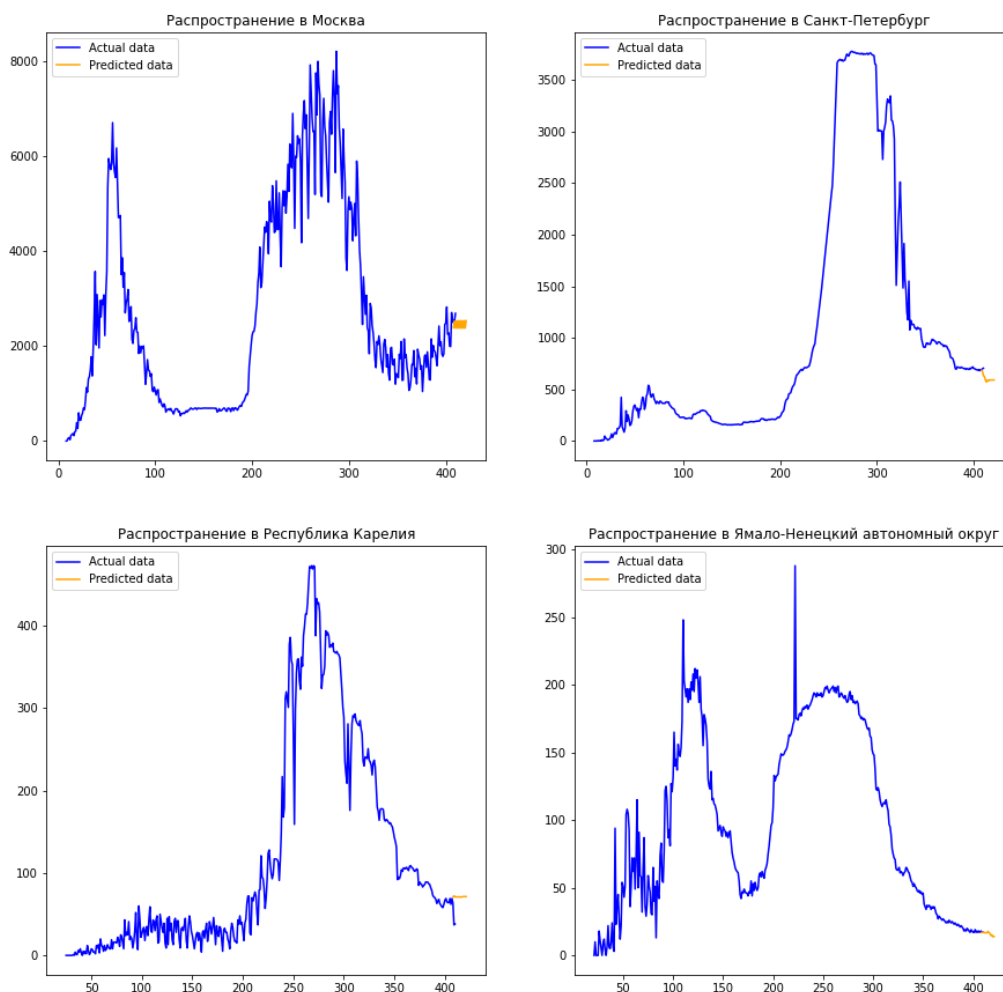 Распространение в Москва
Actual data
Predicted data
8000
6000
4000
2000
0
0 100 200 300 400
Распространение в Санкт-Петербург
Actual data
Predicted data
3500
3000
2500
2000
1500
1000
500
0
0 100 200 300 400
Распространение в Республика Карелия
Actual data
Predicted data
400
300
200
100
0
50 100 150 200 250 300 350 400
Распространение в Ямало-Ненецкий автономный округ
Actual data
Predicted data
300
250
200
150
100
50
0
50 100 150 200 250 300 350 400